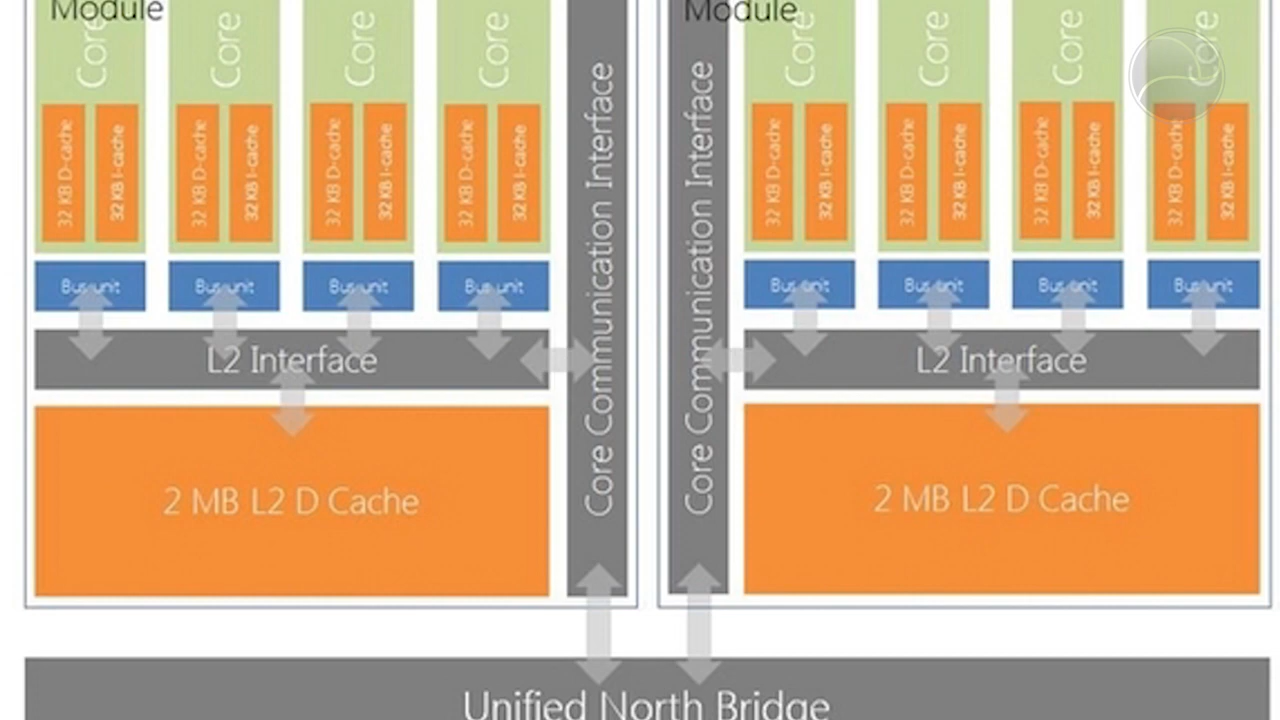 Module
Module
Core
Core
Core
Core
Core
Core
Core
Core
32 KB D-cache
32 KB I-cache
32 KB D-cache
32 KB I-cache
32 KB D-cache
32 KB I-cache
32 KB D-cache
32 KB I-cache
Core Communication Interface
Core Communication Interface
32 KB D-cache
32 KB I-cache
32 KB D-cache
32 KB I-cache
32 KB D-cache
32 KB I-cache
32 KB D-cache
32 KB I-cache
Bus unit
Bus unit
Bus unit
Bus unit
Bus unit
Bus unit
Bus unit
Bus unit
L2 Interface
L2 Interface
2 MB L2 D Cache
2 MB L2 D Cache
Unified North Bridge